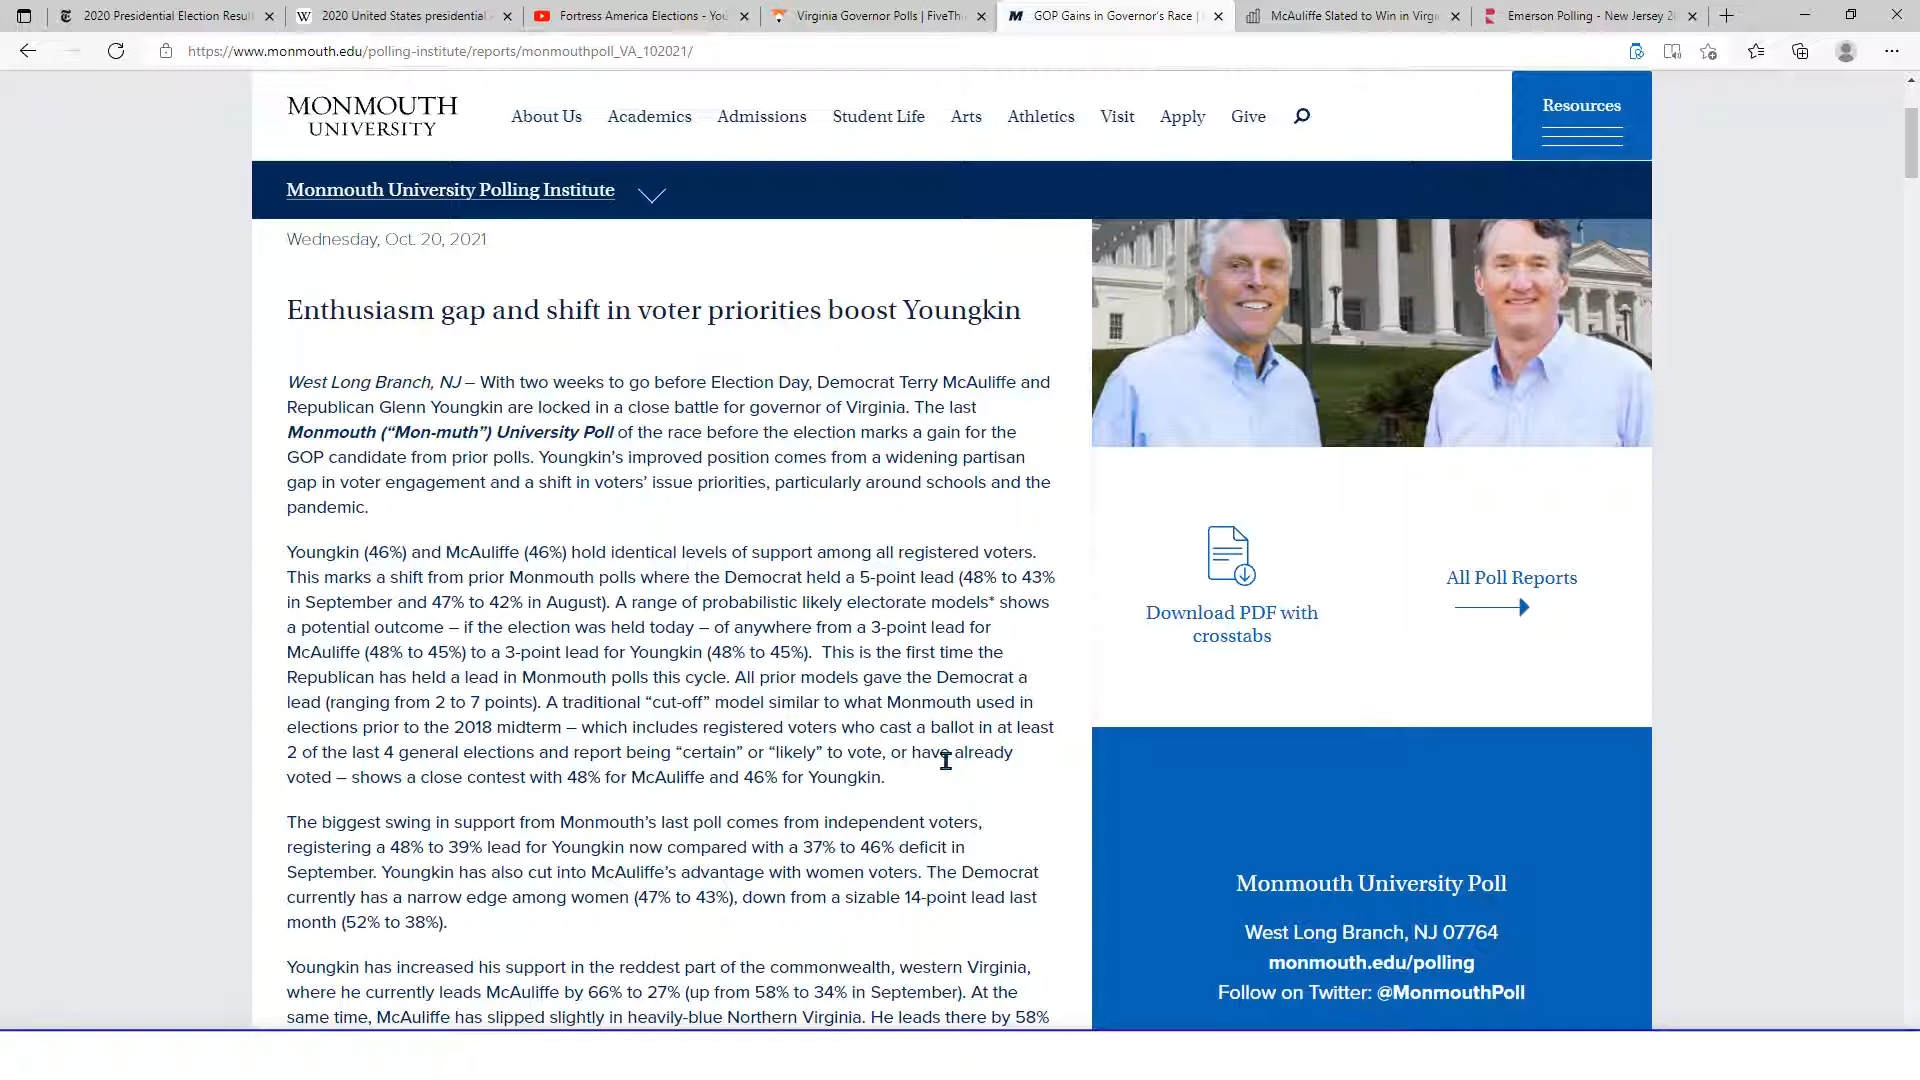 2020 Presidential Election Resul
2020 United States presidential
Fortress America Elections - You
Virginia Governor Polls | FiveTh
GOP Gains in Governor's Race |
McAuliffe Slated to Win in Virgi
Emerson Polling - New Jersey 2
https://www.monmouth.edu/polling-institute/reports/monmouthpoll_VA_102021/
MONMOUTH
UNIVERSITY
About Us
Academics
Admissions
Student Life
Arts
Athletics
Visit
Apply
Give
Resources
Monmouth University Polling Institute
Wednesday, Oct. 20, 2021
Enthusiasm gap and shift in voter priorities boost Youngkin
West Long Branch, NJ – With two weeks to go before Election Day, Democrat Terry McAuliffe and
Republican Glenn Youngkin are locked in a close battle for governor of Virginia. The last
Monmouth (“Mon-muth”) University Poll of the race before the election marks a gain for the
GOP candidate from prior polls. Youngkin’s improved position comes from a widening partisan
gap in voter engagement and a shift in voters’ issue priorities, particularly around schools and the
pandemic.
Youngkin (46%) and McAuliffe (46%) hold identical levels of support among all registered voters.
This marks a shift from prior Monmouth polls where the Democrat held a 5-point lead (48% to 43%
in September and 47% to 42% in August). A range of probabilistic likely electorate models* shows
a potential outcome – if the election was held today – of anywhere from a 3-point lead for
McAuliffe (48% to 45%) to a 3-point lead for Youngkin (48% to 45%).  This is the first time the
Republican has held a lead in Monmouth polls this cycle. All prior models gave the Democrat a
lead (ranging from 2 to 7 points). A traditional “cut-off” model similar to what Monmouth used in
elections prior to the 2018 midterm – which includes registered voters who cast a ballot in at least
2 of the last 4 general elections and report being “certain” or “likely” to vote, or have already
voted – shows a close contest with 48% for McAuliffe and 46% for Youngkin.
The biggest swing in support from Monmouth’s last poll comes from independent voters,
registering a 48% to 39% lead for Youngkin now compared with a 37% to 46% deficit in
September. Youngkin has also cut into McAuliffe’s advantage with women voters. The Democrat
currently has a narrow edge among women (47% to 43%), down from a sizable 14-point lead last
month (52% to 38%).
Youngkin has increased his support in the reddest part of the commonwealth, western Virginia,
where he currently leads McAuliffe by 66% to 27% (up from 58% to 34% in September). At the
same time, McAuliffe has slipped slightly in heavily-blue Northern Virginia. He leads there by 58%
Download PDF with
crosstabs
All Poll Reports
Monmouth University Poll
West Long Branch, NJ 07764
monmouth.edu/polling
Follow on Twitter: @MonmouthPoll